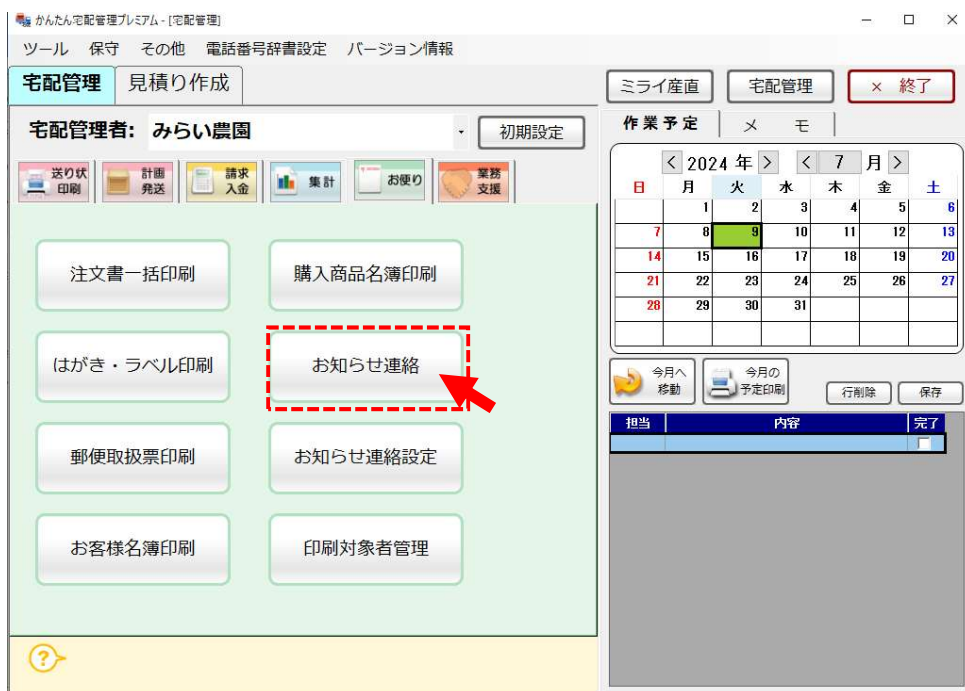 かんたん宅配管理プレミアム - [宅配管理]
ツール 保守 その他 電話番号辞書設定 バージョン情報
宅配管理 見積り作成
宅配管理者: みらい農園 初期設定
送り状印刷 計画発送 請求入金 集計 お便り 業務支援
注文書一括印刷 購入商品名簿印刷
はがき・ラベル印刷 お知らせ連絡
郵便取扱票印刷 お知らせ連絡設定
お客様名簿印刷 印刷対象者管理
?
ミライ産直 宅配管理 × 終了
作業予定 メモ
< 2024 年 > < 7 月 >
日 月 火 水 木 金 土
1 2 3 4 5 6
7 8 9 10 11 12 13
14 15 16 17 18 19 20
21 22 23 24 25 26 27
28 29 30 31
今月へ移動 今月の予定印刷 行削除 保存
担当 内容 完了